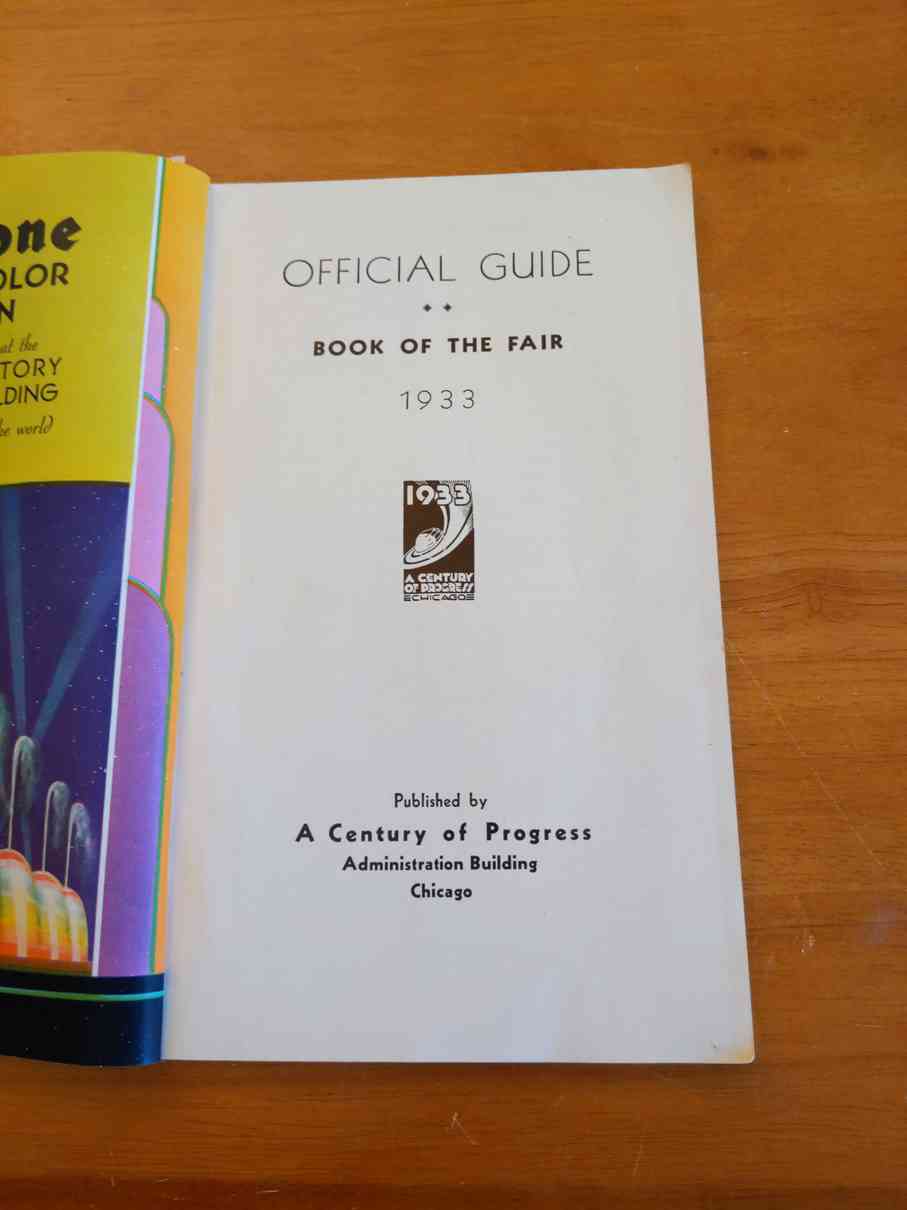 one
OLOR
N
at the
TORY
LDING
he world
OFFICIAL GUIDE
BOOK OF THE FAIR
1933
1933
A CENTURY
OF PROGRESS
CHICAGO
Published by
A Century of Progress
Administration Building
Chicago